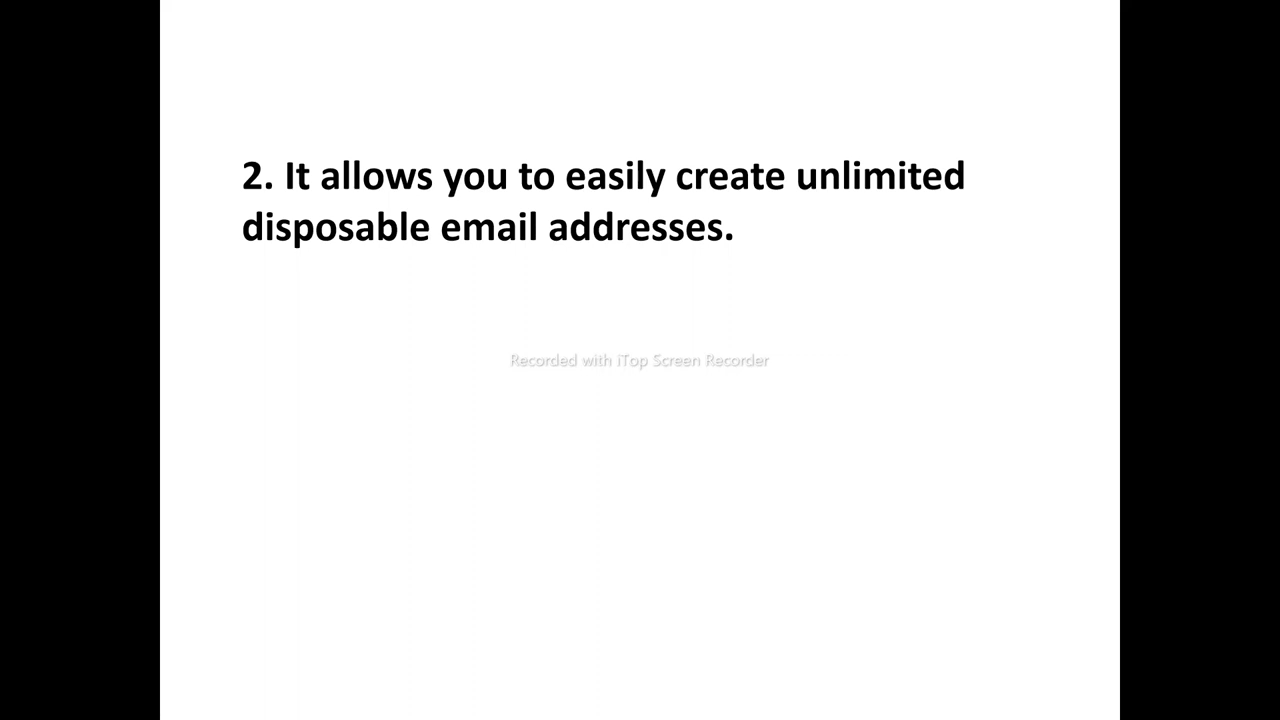 2. It allows you to easily create unlimited
disposable email addresses.
Recorded with iTop Screen Recorder